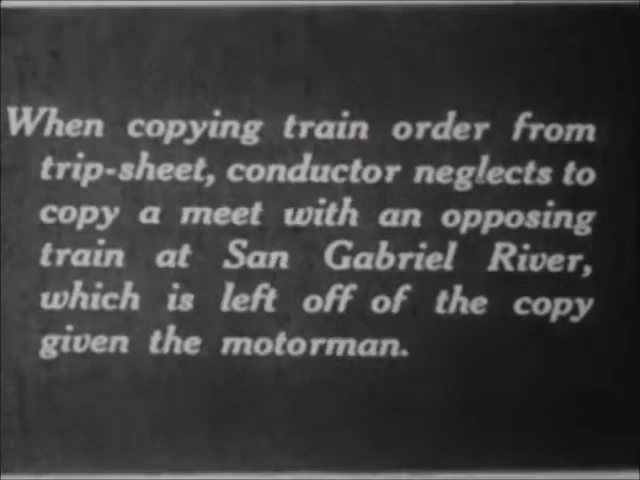 When copying train order from
trip-sheet, conductor neglects to
copy a meet with an opposing
train at San Gabriel River,
which is left off of the copy
given the motorman.